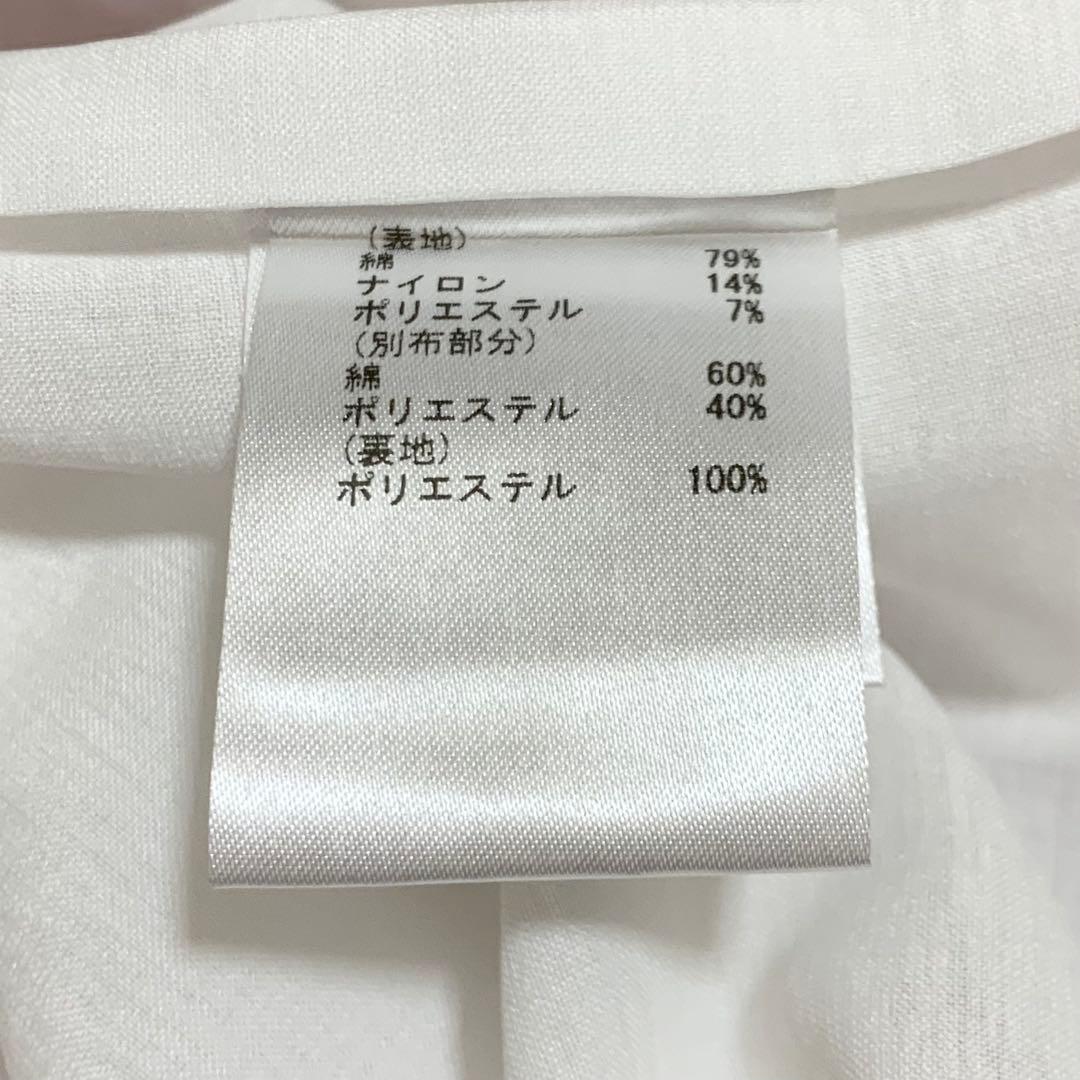 (表地)
綿 79%
ナイロン 14%
ポリエステル 7%
(別布部分)
綿 60%
ポリエステル 40%
(裏地)
ポリエステル 100%